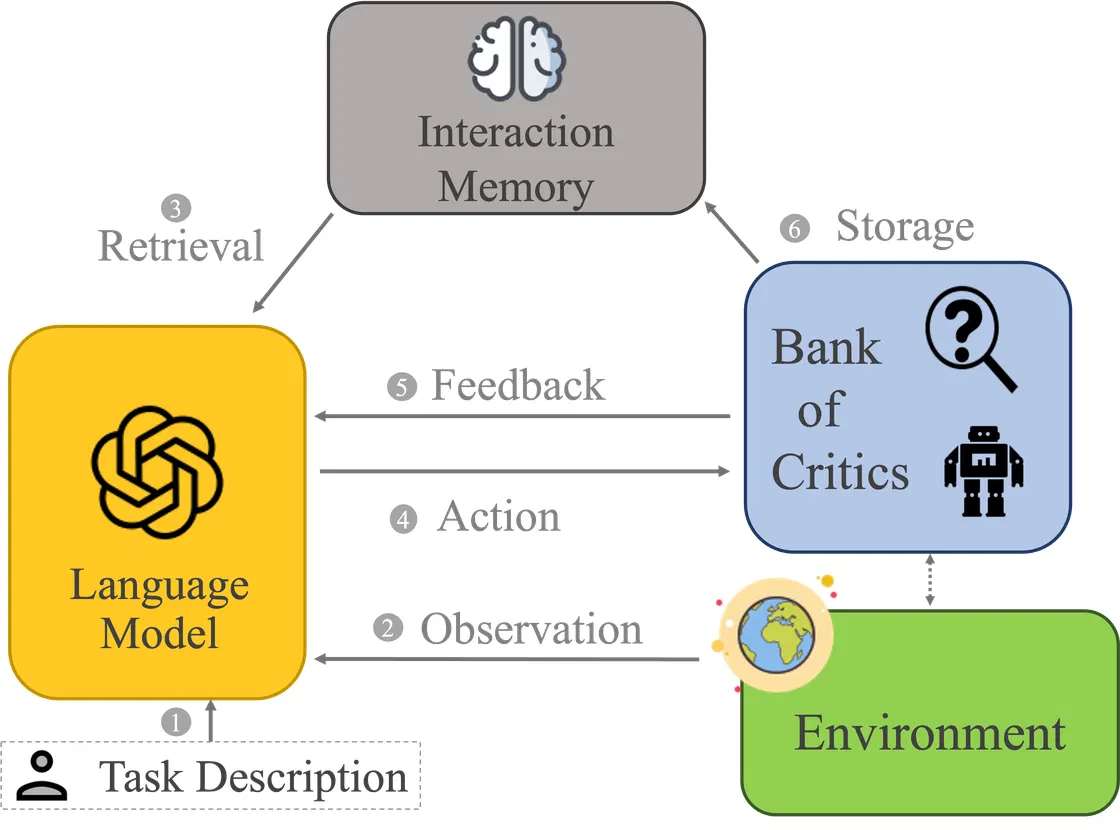 Interaction
Memory
3
Retrieval
6 Storage
Bank
of
Critics
5 Feedback
4 Action
Language
Model
2 Observation
1
Task Description
Environment